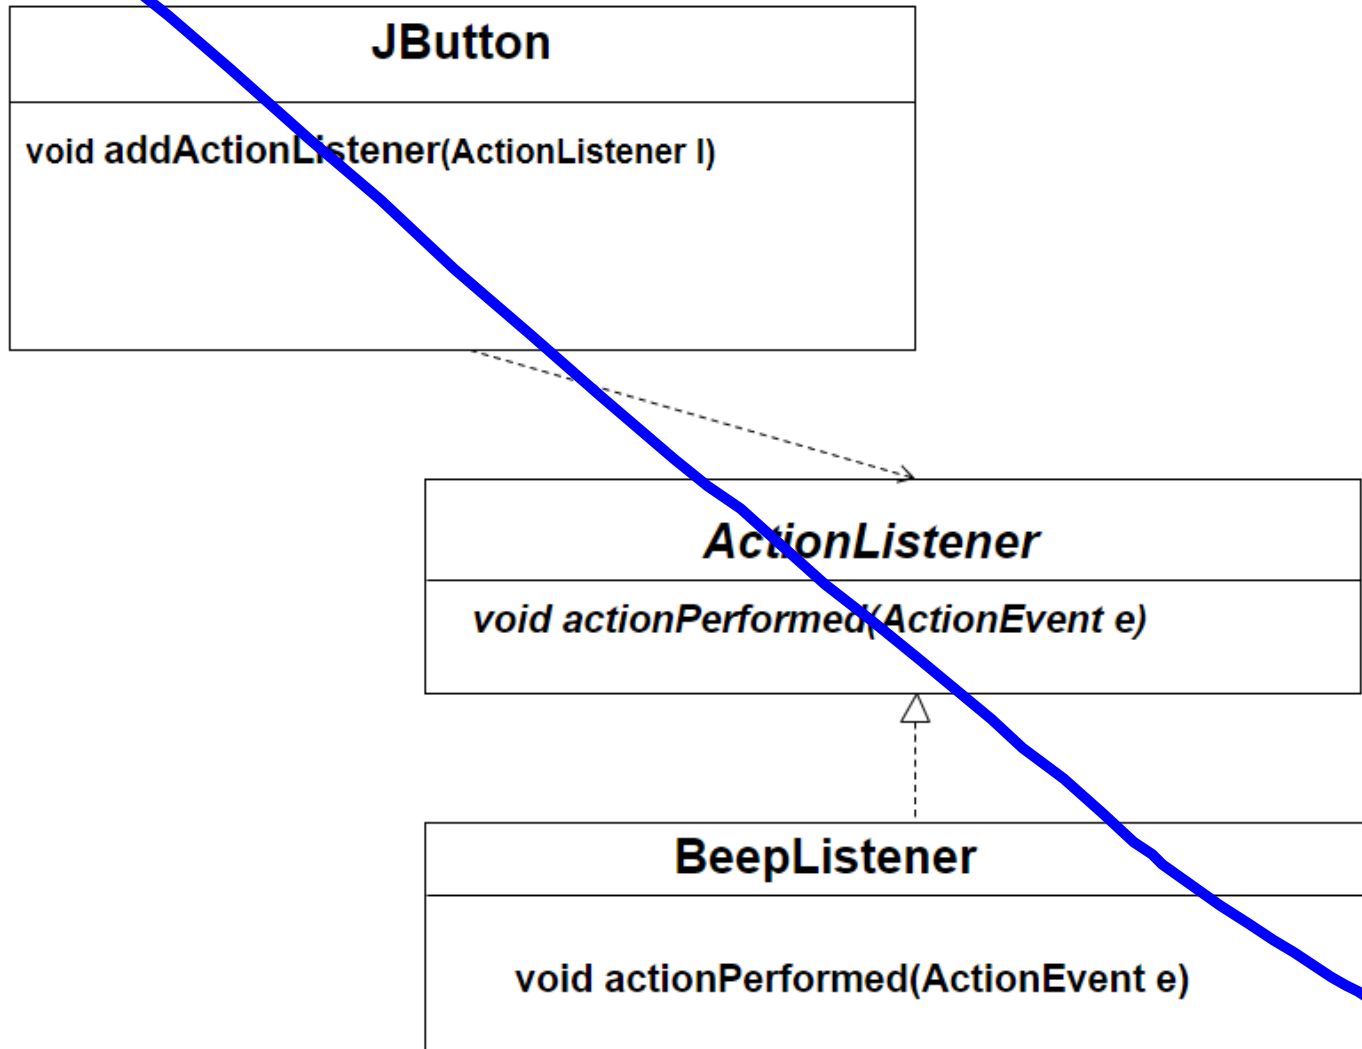 JButton
void addActionListener(ActionListener l)
ActionListener
void actionPerformed(ActionEvent e)
BeepListener
void actionPerformed(ActionEvent e)